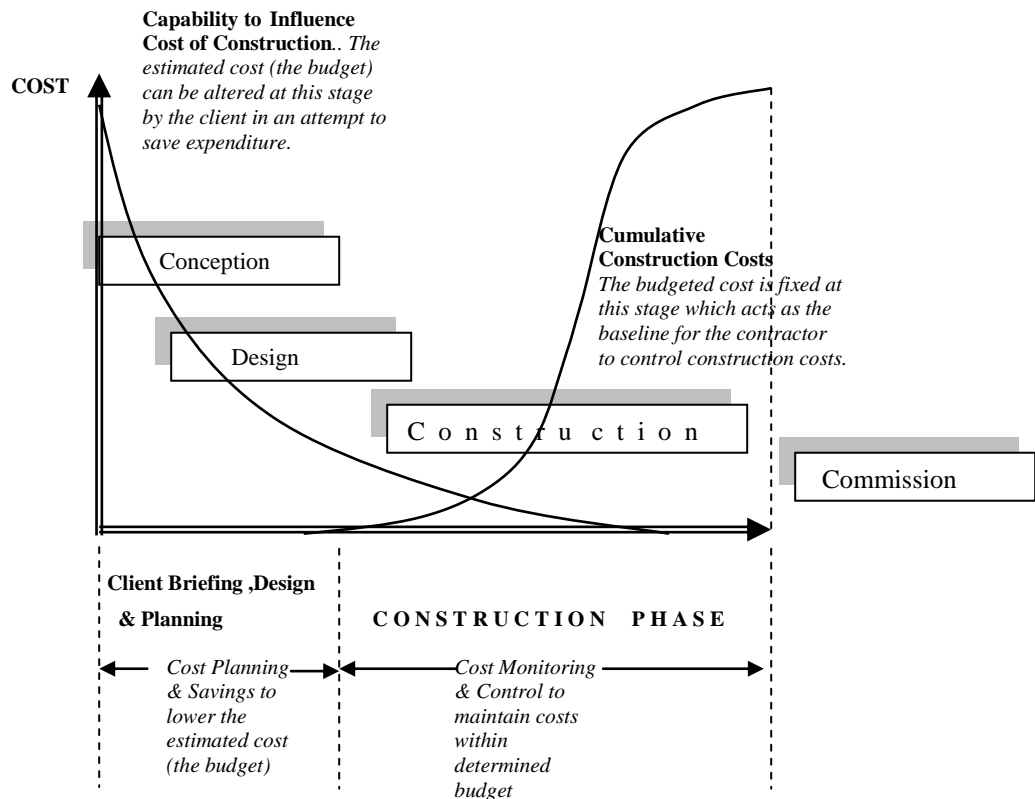 Capability to Influence
Cost of Construction.. The
estimated cost (the budget)
can be altered at this stage
by the client in an attempt to
save expenditure.
COST
Conception
Cumulative
Construction Costs
The budgeted cost is fixed at
this stage which acts as the
baseline for the contractor
to control construction costs.
Design
Construction
Commission
Client Briefing ,Design
& Planning
CONSTRUCTION PHASE
Cost Planning
& Savings to
lower the
estimated cost
(the budget)
Cost Monitoring
& Control to
maintain costs
within
determined
budget